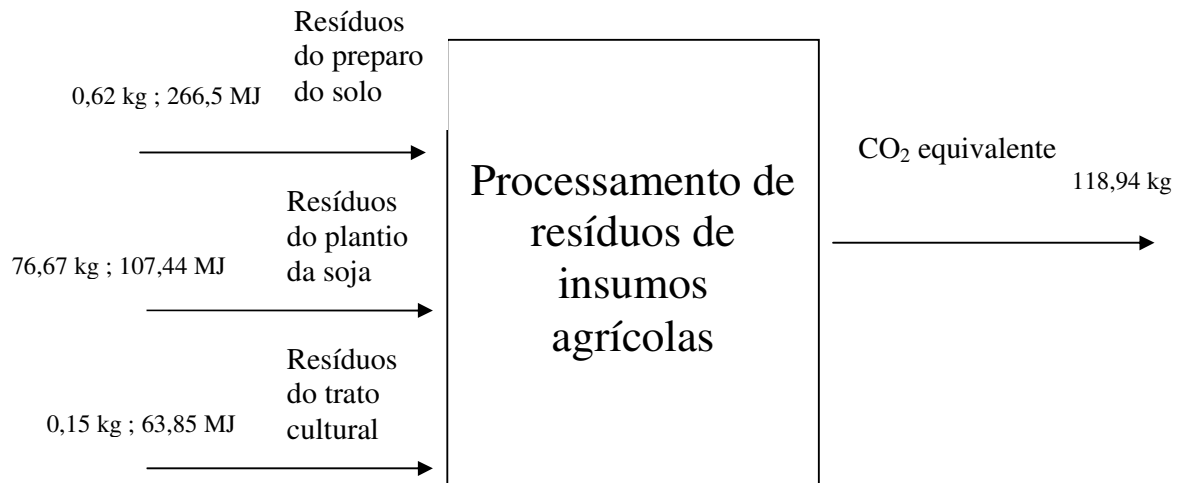 Resíduos
do preparo
do solo
0,62 kg ; 266,5 MJ
Resíduos
do plantio
da soja
76,67 kg ; 107,44 MJ
Resíduos
do trato
cultural
0,15 kg ; 63,85 MJ
Processamento de
resíduos de
insumos
agrícolas
CO₂ equivalente
118,94 kg